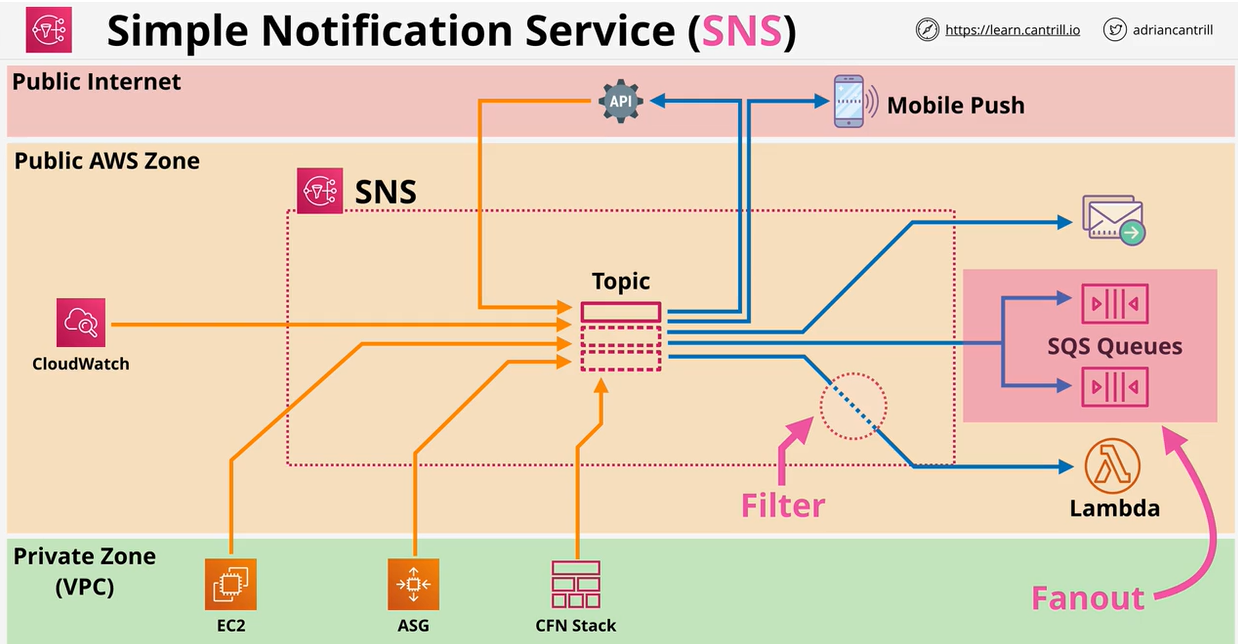 Simple Notification Service (SNS)
https://learn.cantrill.io
adriancantrill
Public Internet
API
Mobile Push
Public AWS Zone
SNS
Topic
CloudWatch
SQS Queues
Filter
Lambda
Private Zone
(VPC)
Fanout
EC2
ASG
CFN Stack